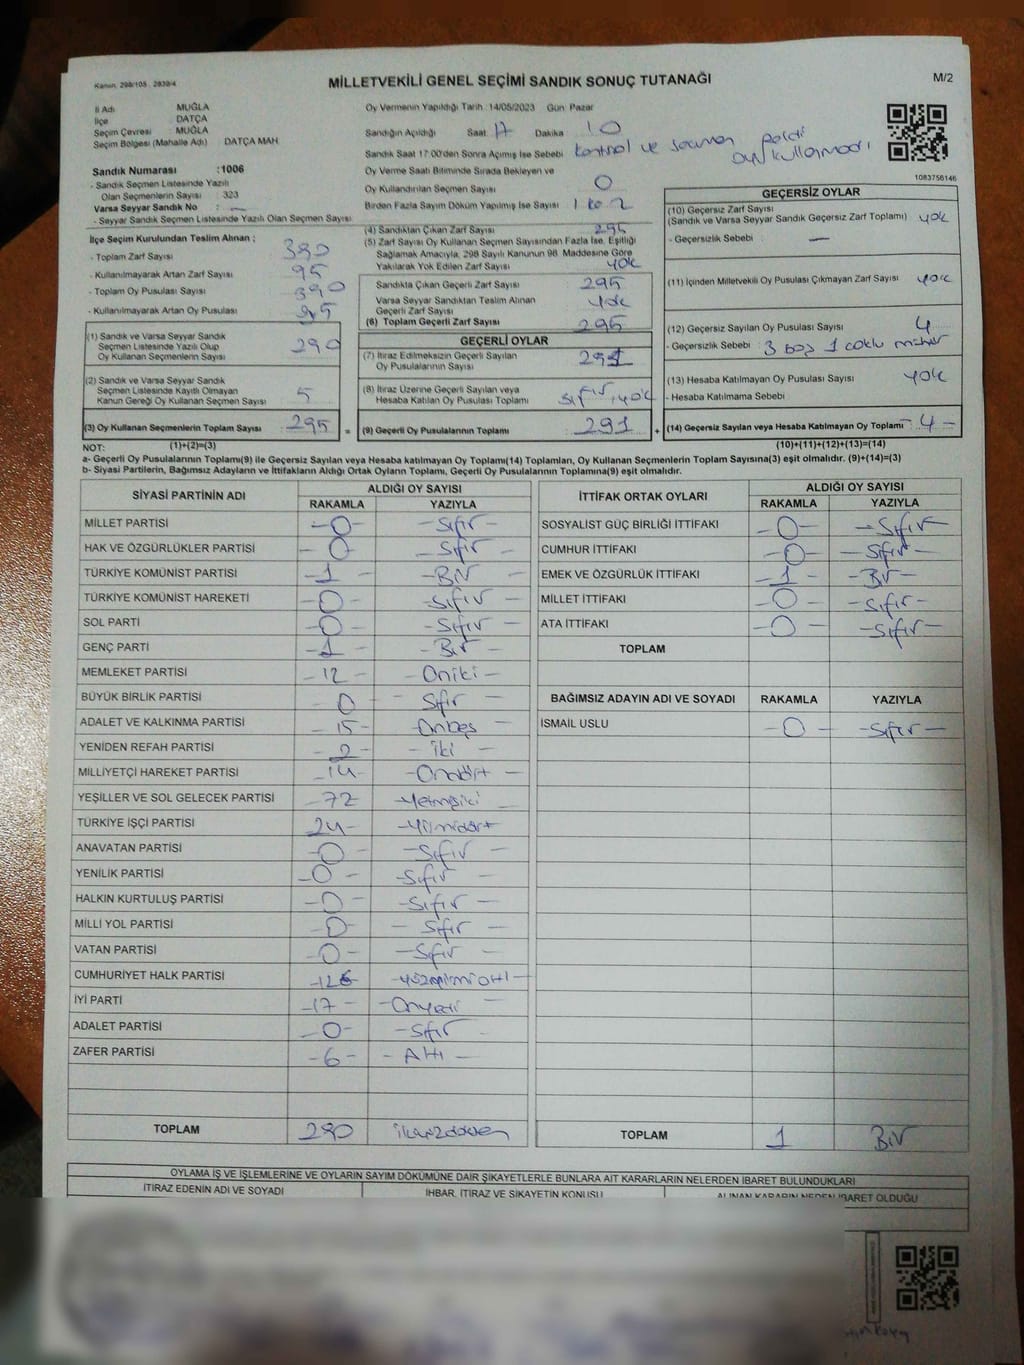 Kanun: 298/105 , 2839/4
MİLLETVEKİLİ GENEL SEÇİMİ SANDIK SONUÇ TUTANAĞI
M/2
İl Adı MUĞLA
İlçe DATÇA
Seçim Çevresi MUĞLA
Seçim Bölgesi (Mahalle Adı) DATÇA MAH
Sandık Numarası :1006
- Sandık Seçmen Listesinde Yazılı
Olan Seçmenlerin Sayısı : 323
Varsa Seyyar Sandık No : —
- Seyyar Sandık Seçmen Listesinde Yazılı Olan Seçmen Sayısı
Oy Vermenin Yapıldığı Tarih :14/05/2023 Gün: Pazar
Sandığın Açıldığı Saat 17 Dakika 10
Sandık Saat 17:00'den Sonra Açımış İse Sebebi kontrol ve seçmen geldi
oy kullanmadı
Oy Verme Saati Bitiminde Sırada Bekleyen ve
Oy Kullandırılan Seçmen Sayısı 0
Birden Fazla Sayım Döküm Yapılmış İse Sayısı
1083756146
İlçe Seçim Kurulundan Teslim Alınan :
- Toplam Zarf Sayısı 390
- Kullanılmayarak Artan Zarf Sayısı 95
- Toplam Oy Pusulası Sayısı 390
- Kullanılmayarak Artan Oy Pusulası 95
(1) Sandık ve Varsa Seyyar Sandık
Seçmen Listesinde Yazılı Olup
Oy Kullanan Seçmenlerin Sayısı 290
(2) Sandık ve Varsa Seyyar Sandık
Seçmen Listesinde Kayıtlı Olmayan
Kanun Gereği Oy Kullanan Seçmen Sayısı 5
(3) Oy Kullanan Seçmenlerin Toplam Sayısı 295 =
(4) Sandıktan Çıkan Zarf Sayısı 295
(5) Zarf Sayısı Oy Kullanan Seçmen Sayısından Fazla İse, Eşitliği
Sağlamak Amacıyla, 298 Sayılı Kanunun 98. Maddesine Göre
Yakılarak Yok Edilen Zarf Sayısı yok
Sandıkta Çıkan Geçerli Zarf Sayısı 295
Varsa Seyyar Sandıktan Teslim Alınan
Geçerli Zarf Sayısı yok
(6) Toplam Geçerli Zarf Sayısı 295
GEÇERLİ OYLAR
(7) İtiraz Edilmeksizin Geçerli Sayılan
Oy Pusulalarının Sayısı 291
(8) İtiraz Üzerine Geçerli Sayılan veya
Hesaba Katılan Oy Pusulası Toplamı sıfır, yok
(9) Geçerli Oy Pusulalarının Toplamı 291 +
GEÇERSİZ OYLAR
(10) Geçersiz Zarf Sayısı
(Sandık ve Varsa Seyyar Sandık Geçersiz Zarf Toplamı) yok
- Geçersizlik Sebebi : —
(11) İçinden Milletvekili Oy Pusulası Çıkmayan Zarf Sayısı yok
(12) Geçersiz Sayılan Oy Pusulası Sayısı 4
- Geçersizlik Sebebi : 3 boş 1 çoklu mühür
(13) Hesaba Katılmayan Oy Pusulası Sayısı yok
- Hesaba Katılmama Sebebi
(14) Geçersiz Sayılan veya Hesaba Katılmayan Oy Toplamı 4 -
NOT: (1)+(2)=(3) (10)+(11)+(12)+(13)=(14)
a- Geçerli Oy Pusulalarının Toplamı(9) ile Geçersiz Sayılan veya Hesaba katılmayan Oy Toplamı(14) Toplamları, Oy Kullanan Seçmenlerin Toplam Sayısına(3) eşit olmalıdır. (9)+(14)=(3)
b- Siyasi Partilerin, Bağımsız Adayların ve İttifakların Aldığı Ortak Oyların Toplamı, Geçerli Oy Pusulalarının Toplamına(9) eşit olmalıdır.
SİYASİ PARTİNİN ADI ALDIĞI OY SAYISI
RAKAMLA YAZIYLA
MİLLET PARTİSİ -0- -Sıfır-
HAK VE ÖZGÜRLÜKLER PARTİSİ -0- -Sıfır-
TÜRKİYE KOMÜNİST PARTİSİ -1- -Bir-
TÜRKİYE KOMÜNİST HAREKETİ -0- -Sıfır-
SOL PARTİ -0- -Sıfır-
GENÇ PARTİ -1- -Bir-
MEMLEKET PARTİSİ -12- -Oniki-
BÜYÜK BİRLİK PARTİSİ 0 -Sıfır-
ADALET VE KALKINMA PARTİSİ -15- -Onbeş
YENİDEN REFAH PARTİSİ -2- -iki-
MİLLİYETÇİ HAREKET PARTİSİ -14- -Ondört-
YEŞİLLER VE SOL GELECEK PARTİSİ -72 -Yetmişiki
TÜRKİYE İŞÇİ PARTİSİ 24- -Yirmidört
ANAVATAN PARTİSİ -0- -Sıfır-
YENİLİK PARTİSİ -0- -Sıfır-
HALKIN KURTULUŞ PARTİSİ -0- -Sıfır-
MİLLİ YOL PARTİSİ -0- -Sıfır-
VATAN PARTİSİ -0- -Sıfır-
CUMHURİYET HALK PARTİSİ -126 -Yüzyirmialtı-
İYİ PARTİ -17- -Onyedi-
ADALET PARTİSİ -0- -Sıfır-
ZAFER PARTİSİ -6- -Altı-
TOPLAM 290 ikiyüzdoksan
İTTİFAK ORTAK OYLARI ALDIĞI OY SAYISI
RAKAMLA YAZIYLA
SOSYALİST GÜÇ BİRLİĞİ İTTİFAKI -0- -Sıfır-
CUMHUR İTTİFAKI -0- -Sıfır-
EMEK VE ÖZGÜRLÜK İTTİFAKI -1- -Bir-
MİLLET İTTİFAKI -0- -Sıfır-
ATA İTTİFAKI -0- -Sıfır-
TOPLAM
BAĞIMSIZ ADAYIN ADI VE SOYADI RAKAMLA YAZIYLA
İSMAİL USLU -0- -Sıfır-
TOPLAM 1 Bir
OYLAMA İŞ VE İŞLEMLERİNE VE OYLARIN SAYIM DÖKÜMÜNE DAİR ŞİKAYETLERLE BUNLARA AİT KARARLARIN NELERDEN İBARET BULUNDUKLARI
İTİRAZ EDENİN ADI VE SOYADI İHBAR, İTİRAZ VE ŞİKAYETİN KONUSU ALINAN KARARIN NEDEN İBARET OLDUĞU